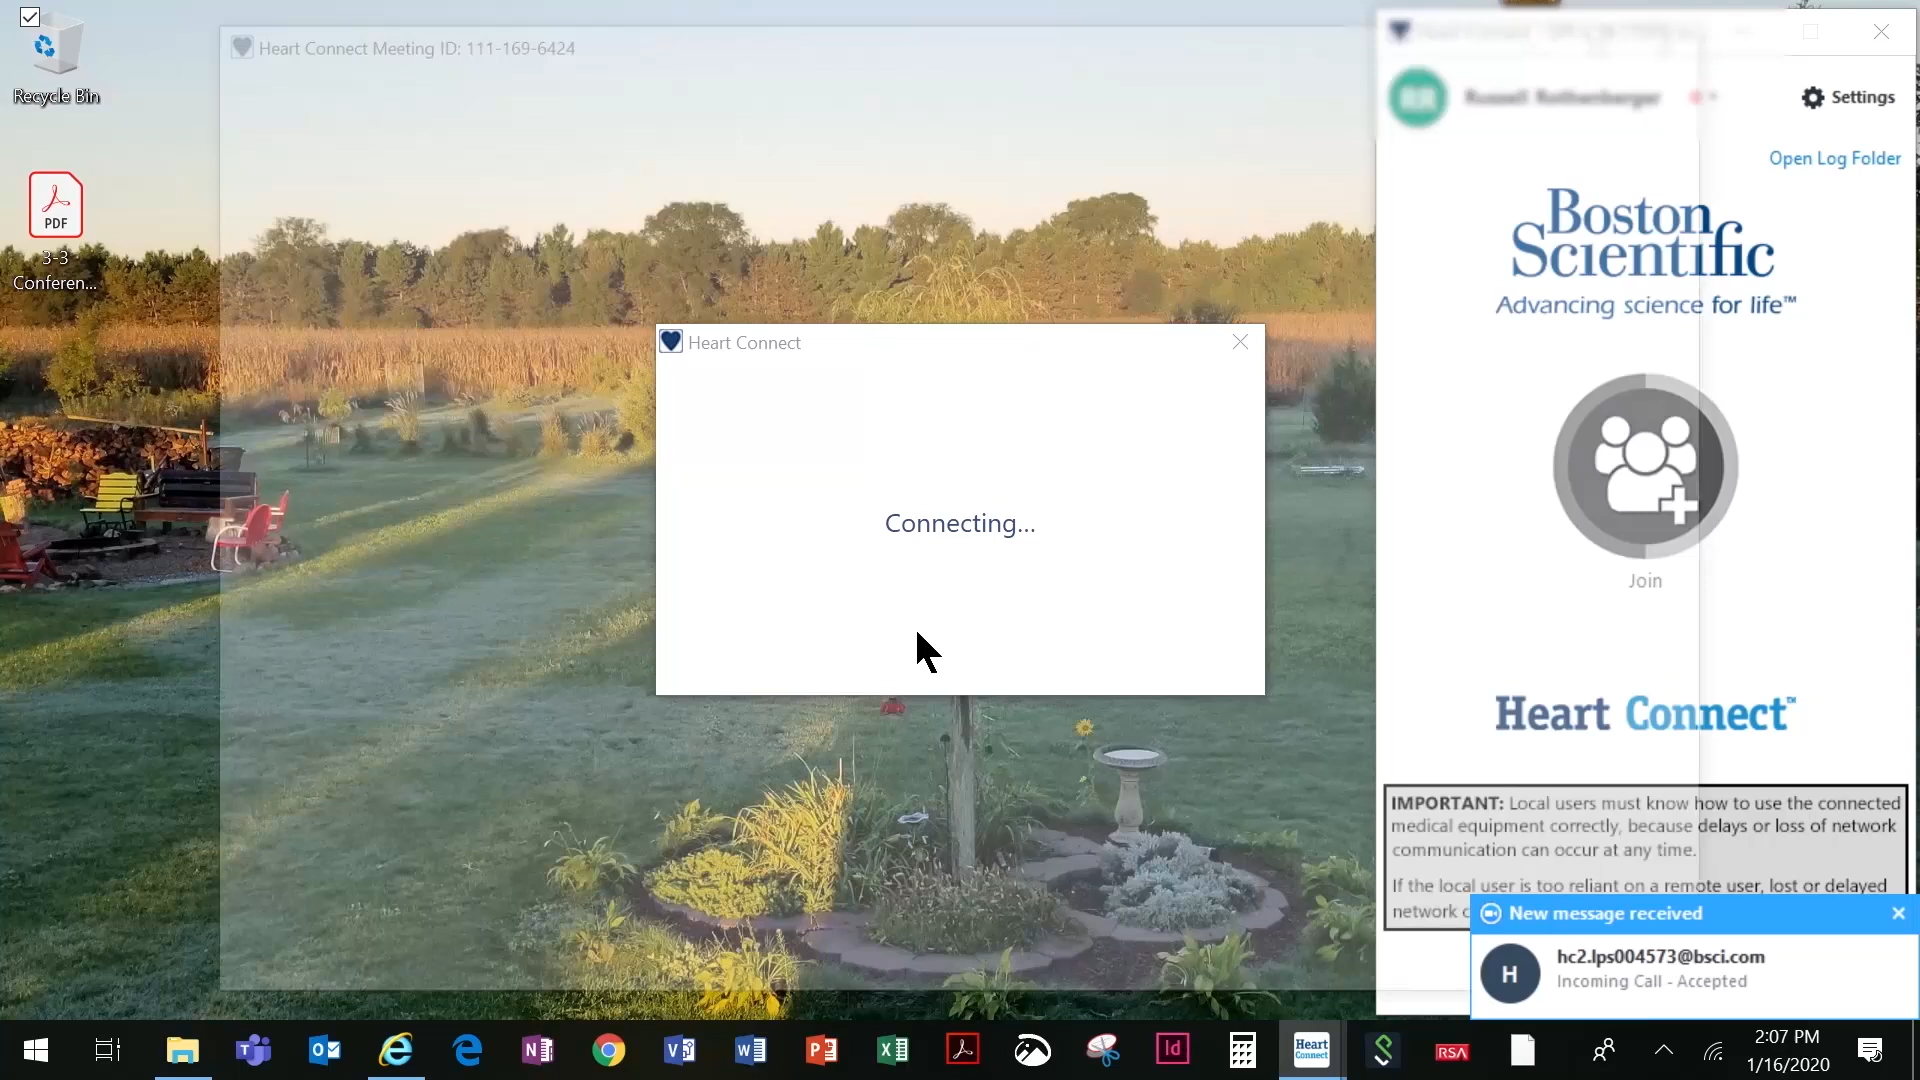 Recycle Bin
PDF
3-3
Conferen...
Heart Connect Meeting ID: 111-169-6424
Heart Connect
Connecting...
Settings
Open Log Folder
Boston
Scientific
Advancing science for life™
Join
Heart Connect™
IMPORTANT: Local users must know how to use the connected
medical equipment correctly, because delays or loss of network
communication can occur at any time.
If the local user is too reliant on a remote user, lost or delayed
network c
New message received
H
hc2.lps004573@bsci.com
Incoming Call - Accepted
Heart
Connect
RSA
Id
2:07 PM
1/16/2020